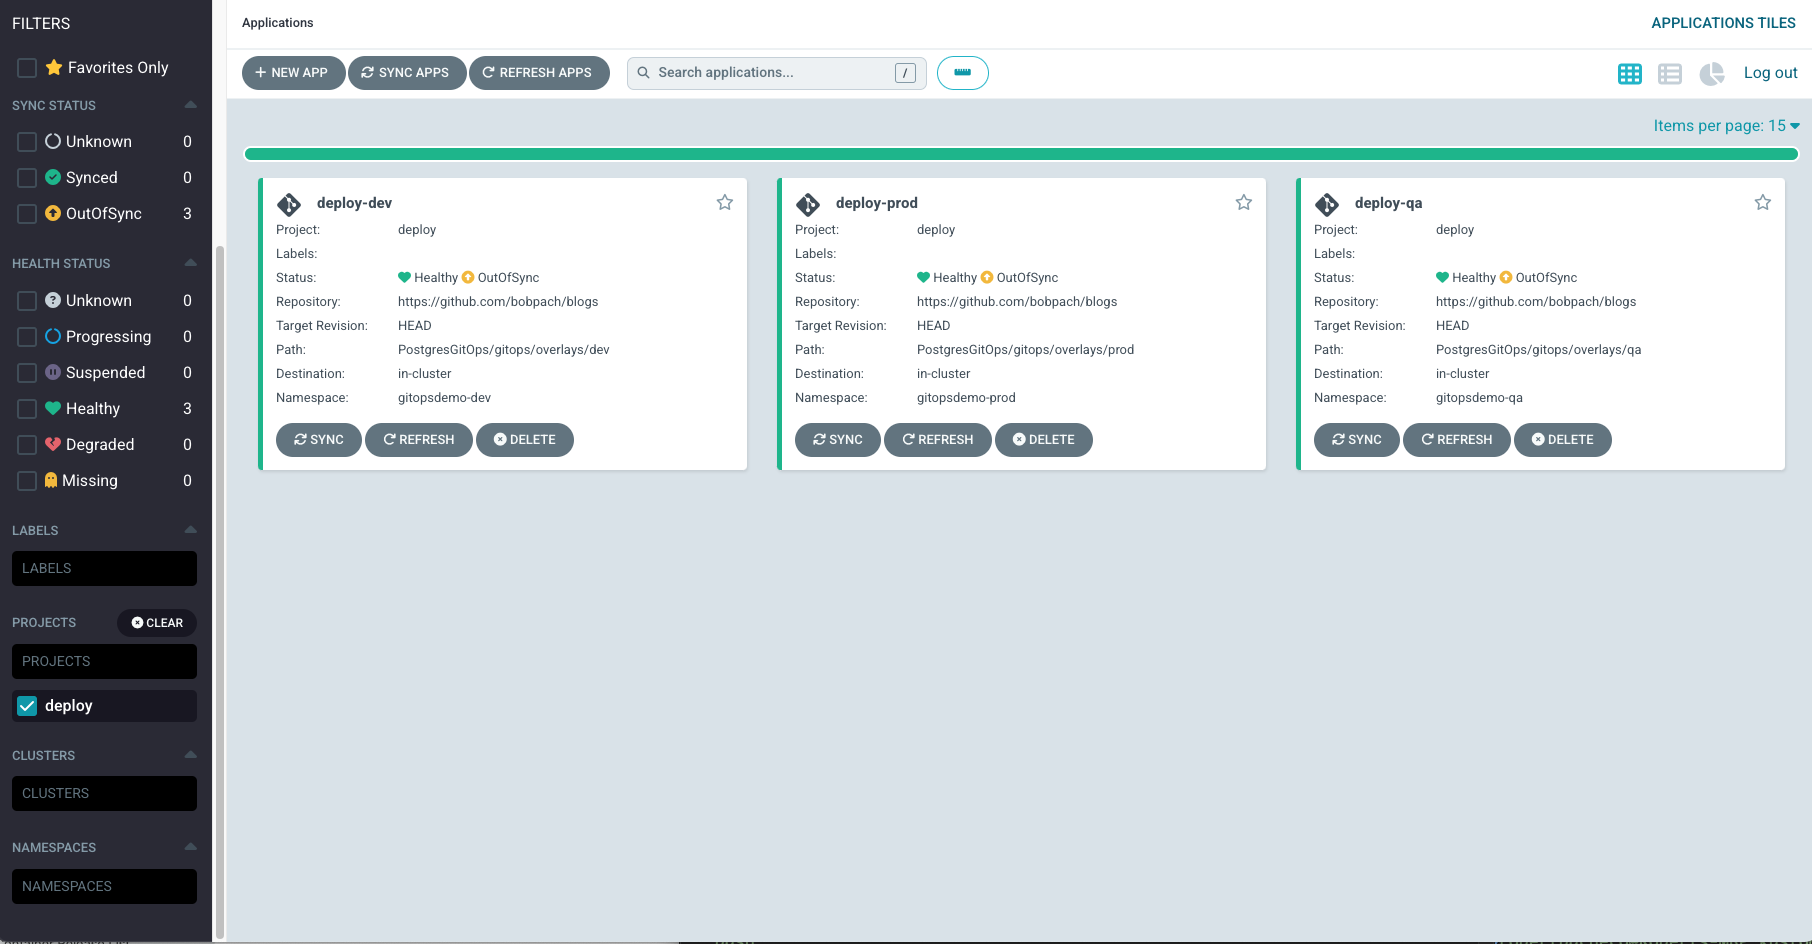 FILTERS
Favorites Only
SYNC STATUS
Unknown 0
Synced 0
OutOfSync 3
HEALTH STATUS
Unknown 0
Progressing 0
Suspended 0
Healthy 3
Degraded 0
Missing 0
LABELS
LABELS
PROJECTS CLEAR
PROJECTS
deploy
CLUSTERS
CLUSTERS
NAMESPACES
NAMESPACES
Applications
APPLICATIONS TILES
+ NEW APP SYNC APPS REFRESH APPS Search applications... / Log out
Items per page: 15
deploy-dev
Project: deploy
Labels:
Status: Healthy OutOfSync
Repository: https://github.com/bobpach/blogs
Target Revision: HEAD
Path: PostgresGitOps/gitops/overlays/dev
Destination: in-cluster
Namespace: gitopsdemo-dev
SYNC REFRESH DELETE
deploy-prod
Project: deploy
Labels:
Status: Healthy OutOfSync
Repository: https://github.com/bobpach/blogs
Target Revision: HEAD
Path: PostgresGitOps/gitops/overlays/prod
Destination: in-cluster
Namespace: gitopsdemo-prod
SYNC REFRESH DELETE
deploy-qa
Project: deploy
Labels:
Status: Healthy OutOfSync
Repository: https://github.com/bobpach/blogs
Target Revision: HEAD
Path: PostgresGitOps/gitops/overlays/qa
Destination: in-cluster
Namespace: gitopsdemo-qa
SYNC REFRESH DELETE